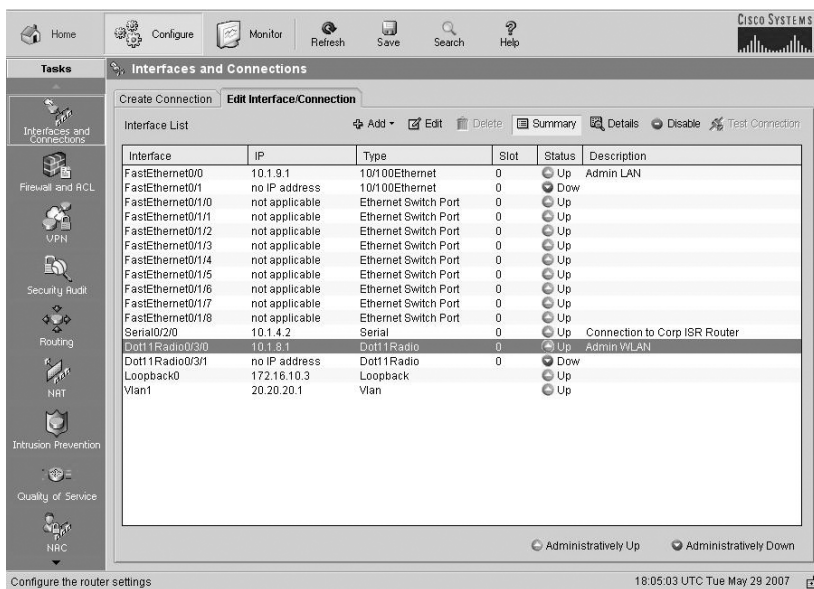 Home
Configure
Monitor
Refresh
Save
Search
Help
CISCO SYSTEMS
Tasks
Interfaces and Connections
Interfaces and Connections
Firewall and ACL
VPN
Security Audit
Routing
NAT
Intrusion Prevention
Quality of Service
NAC
Create Connection Edit Interface/Connection
Interface List Add Edit Delete Summary Details Disable Test Connection
Interface IP Type Slot Status Description
FastEthernet0/0 10.1.9.1 10/100Ethernet 0 Up Admin LAN
FastEthernet0/1 no IP address 10/100Ethernet 0 Dow
FastEthernet0/1/0 not applicable Ethernet Switch Port 0 Up
FastEthernet0/1/1 not applicable Ethernet Switch Port 0 Up
FastEthernet0/1/2 not applicable Ethernet Switch Port 0 Up
FastEthernet0/1/3 not applicable Ethernet Switch Port 0 Up
FastEthernet0/1/4 not applicable Ethernet Switch Port 0 Up
FastEthernet0/1/5 not applicable Ethernet Switch Port 0 Up
FastEthernet0/1/6 not applicable Ethernet Switch Port 0 Up
FastEthernet0/1/7 not applicable Ethernet Switch Port 0 Up
FastEthernet0/1/8 not applicable Ethernet Switch Port 0 Up
Serial0/2/0 10.1.4.2 Serial 0 Up Connection to Corp ISR Router
Dot11Radio0/3/0 10.1.8.1 Dot11Radio 0 Up Admin WLAN
Dot11Radio0/3/1 no IP address Dot11Radio 0 Dow
Loopback0 172.16.10.3 Loopback Up
Vlan1 20.20.20.1 Vlan Up
Administratively Up Administratively Down
Configure the router settings 18:05:03 UTC Tue May 29 2007